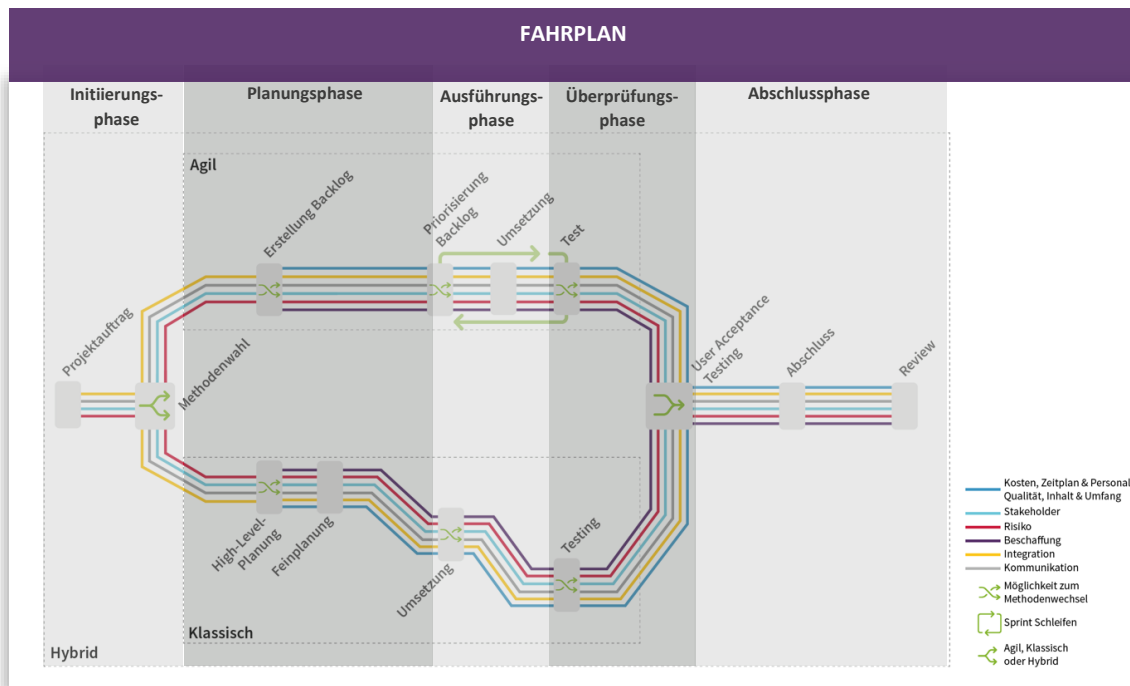 FAHRPLAN
Initiierungs-
phase
Planungsphase
Ausführungs-
phase
Überprüfungs-
phase
Abschlussphase
Agil
Erstellung Backlog
Priorisierung
Backlog
Umsetzung
Test
Projektauftrag
Methodenwahl
User Acceptance
Testing
Abschluss
Review
High-Level-
Planung
Feinplanung
Umsetzung
Testing
Klassisch
Hybrid
Kosten, Zeitplan & Personal
Qualität, Inhalt & Umfang
Stakeholder
Risiko
Beschaffung
Integration
Kommunikation
Möglichkeit zum
Methodenwechsel
Sprint Schleifen
Agil, Klassisch
oder Hybrid